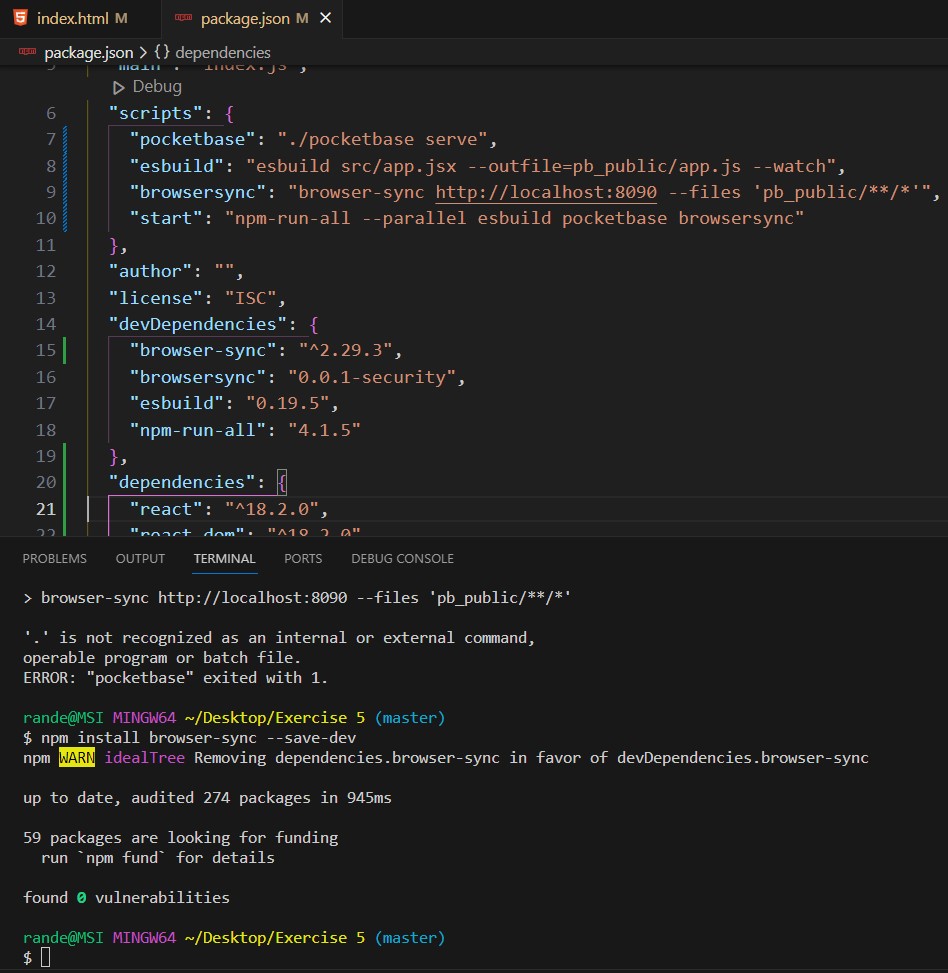 index.html M
package.json M ×
package.json > {} dependencies
5 "main": "index.js",
Debug
6 "scripts": {
7 "pocketbase": "./pocketbase serve",
8 "esbuild": "esbuild src/app.jsx --outfile=pb_public/app.js --watch",
9 "browsersync": "browser-sync http://localhost:8090 --files 'pb_public/**/*'",
10 "start": "npm-run-all --parallel esbuild pocketbase browsersync"
11 },
12 "author": "",
13 "license": "ISC",
14 "devDependencies": {
15 "browser-sync": "^2.29.3",
16 "browsersync": "0.0.1-security",
17 "esbuild": "0.19.5",
18 "npm-run-all": "4.1.5"
19 },
20 "dependencies": {
21 "react": "^18.2.0",
22 "react-dom": "^18.2.0"
PROBLEMS OUTPUT TERMINAL PORTS DEBUG CONSOLE
> browser-sync http://localhost:8090 --files 'pb_public/**/*'
'.' is not recognized as an internal or external command,
operable program or batch file.
ERROR: "pocketbase" exited with 1.
rande@MSI MINGW64 ~/Desktop/Exercise 5 (master)
$ npm install browser-sync --save-dev
npm WARN idealTree Removing dependencies.browser-sync in favor of devDependencies.browser-sync
up to date, audited 274 packages in 945ms
59 packages are looking for funding
run `npm fund` for details
found 0 vulnerabilities
rande@MSI MINGW64 ~/Desktop/Exercise 5 (master)
$